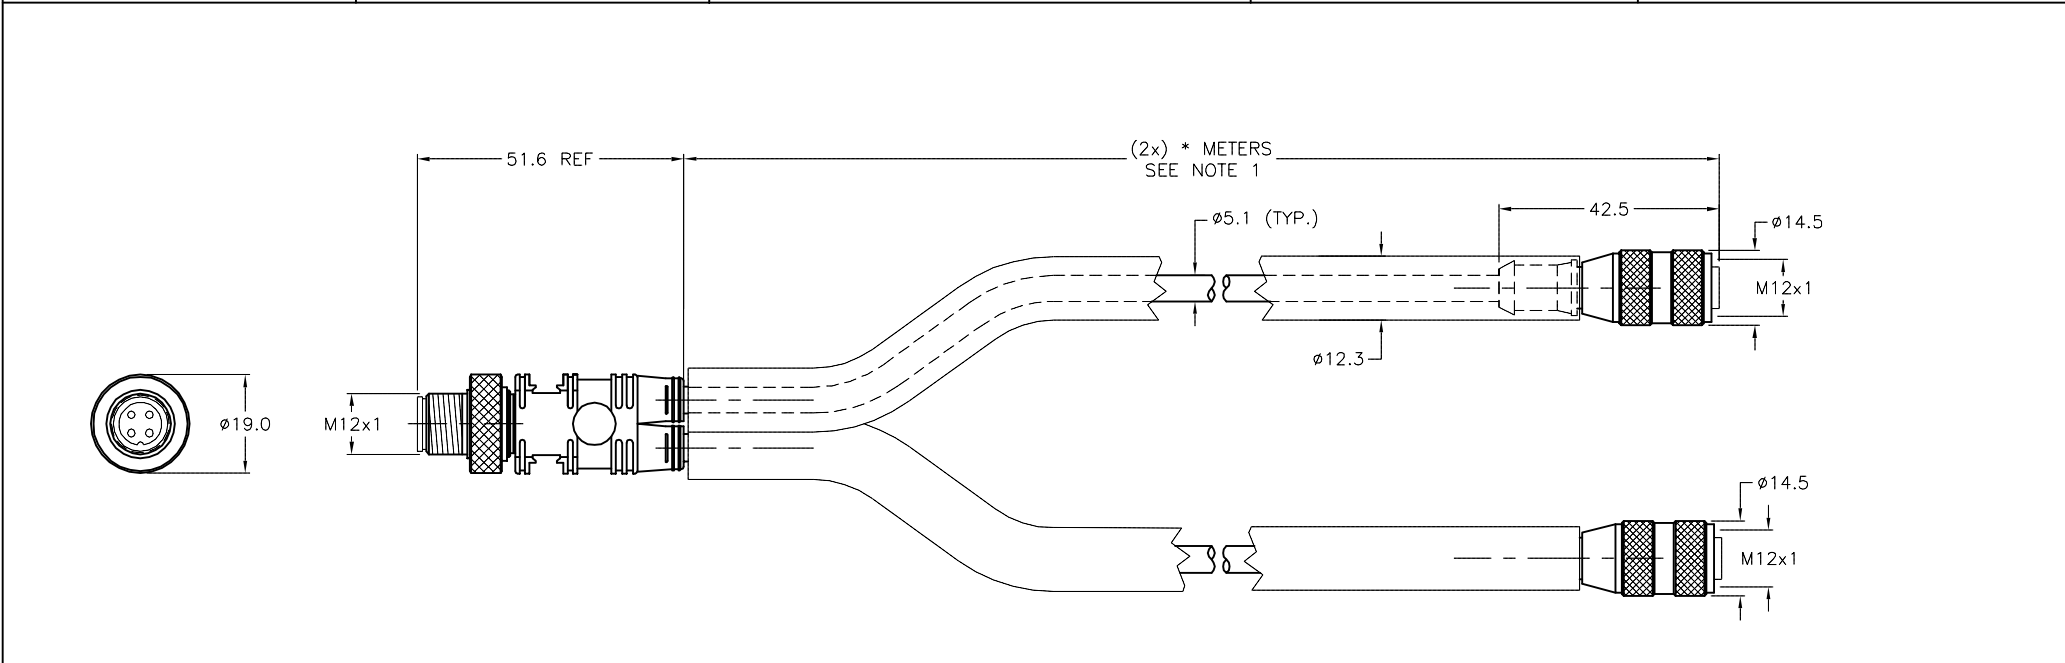 51.6 REF
(2x) * METERS
SEE NOTE 1
ø5.1 (TYP.)
42.5
ø14.5
M12x1
ø12.3
ø19.0
M12x1
ø14.5
M12x1